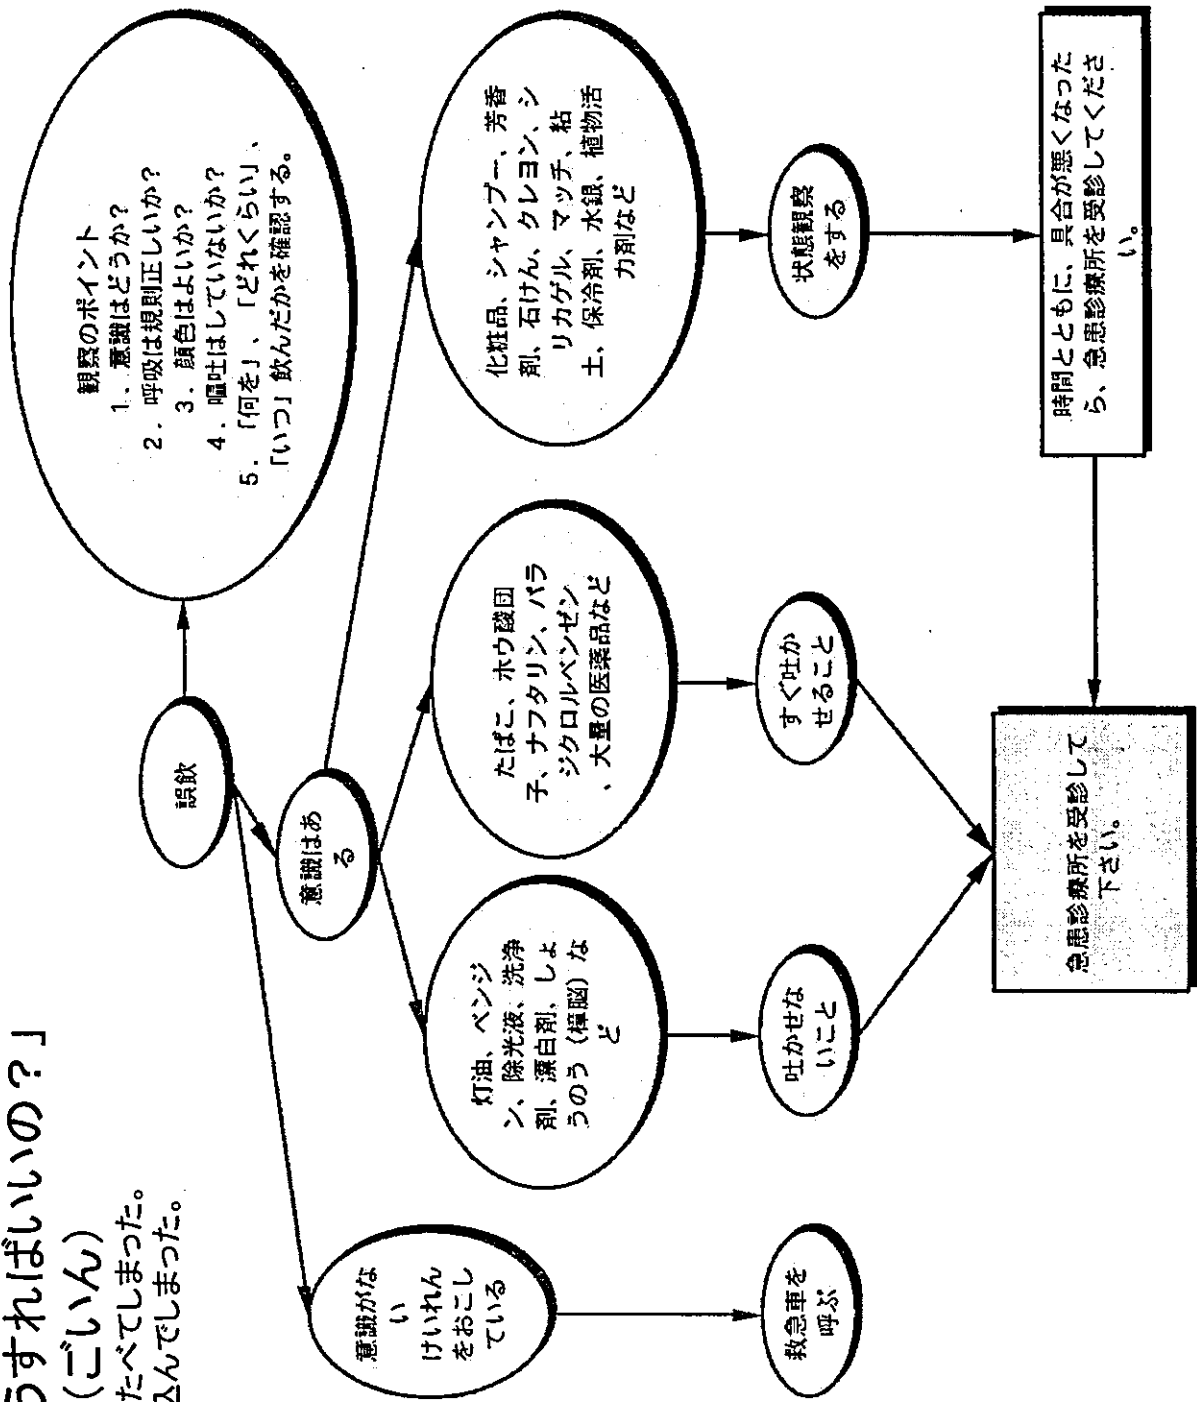 うすればいいの？」
（ごいん）
たべてしまった。
込んでしまった。
誤飲
観察のポイント
1、意識はどうか？
2．呼吸は規則正しいか？
3．顔色はよいか？
4．嘔吐はしていないか？
5．「何を」、「どれくらい」、
「いつ」飲んだかを確認する。
意識がな
い
けいれん
をおこし
ている
救急車を
呼ぶ
意識はあ
る
灯油、ベンジ
ン、除光液、洗浄
剤、漂白剤、しょ
うのう（樟脳）な
ど
吐かせな
いこと
たばこ、ホウ酸団
子、ナフタリン、パラ
ジクロルベンゼン
、大量の医薬品など
すぐ吐か
せること
化粧品、シャンプー、芳香
剤、石けん、クレヨン、シ
リカゲル、マッチ、粘
土、保冷剤、水銀、植物活
力剤など
状態観察
をする
時間とともに、具合が悪くなった
ら、急患診療所を受診してくださ
い。
急患診療所を受診して
下さい。